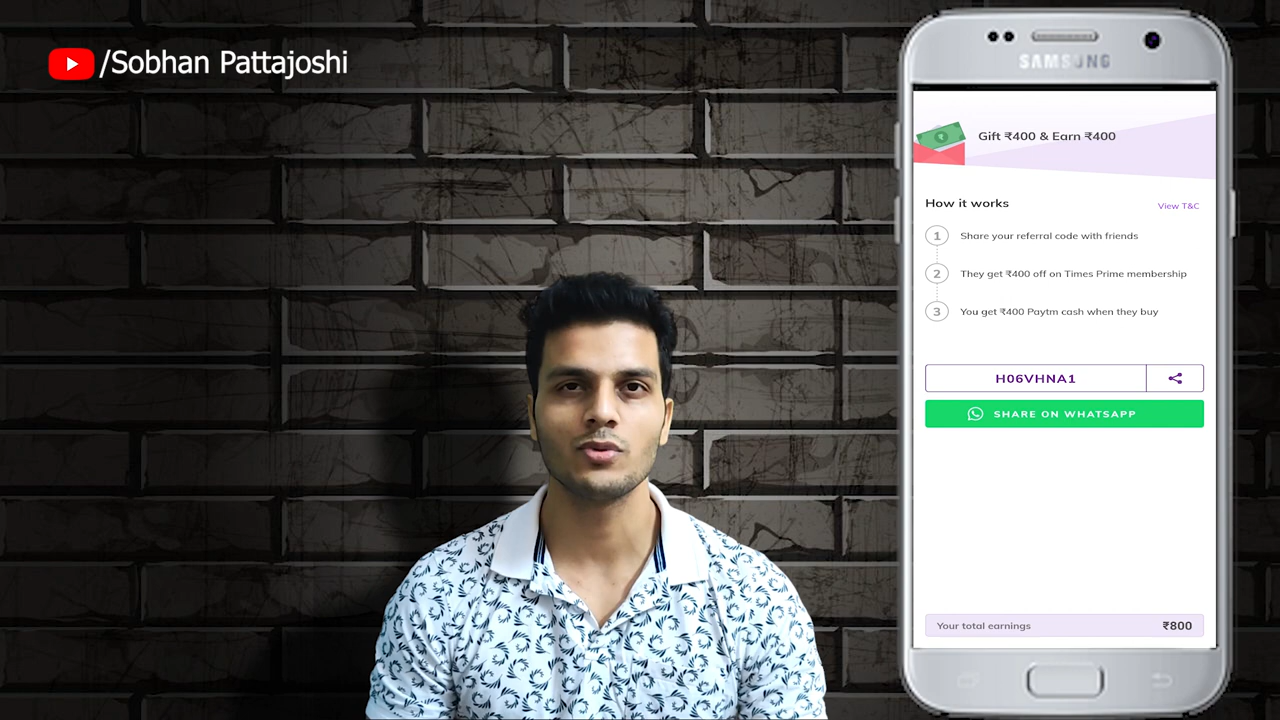 /Sobhan Pattajoshi
SAMSUNG
Gift ₹400 & Earn ₹400
How it works
View T&C
1 Share your referral code with friends
2 They get ₹400 off on Times Prime membership
3 You get ₹400 Paytm cash when they buy
H06VHNA1
SHARE ON WHATSAPP
Your total earnings ₹800